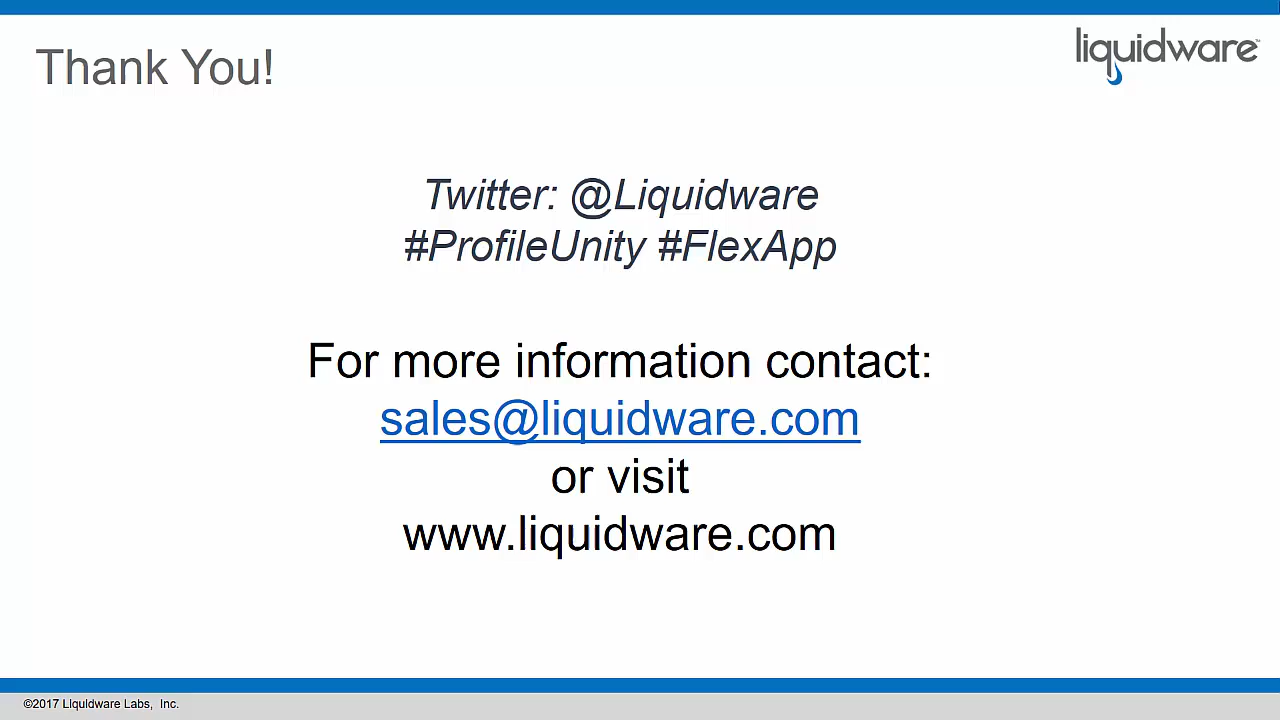 Thank You!
liquidware™
Twitter: @Liquidware
#ProfileUnity #FlexApp
For more information contact:
sales@liquidware.com
or visit
www.liquidware.com
©2017 Liquidware Labs, Inc.